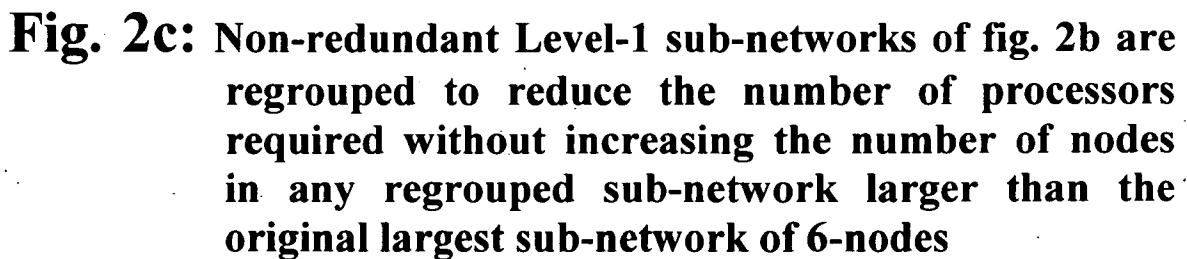 Fig. 2c: Non-redundant Level-1 sub-networks of fig. 2b are
regrouped to reduce the number of processors
required without increasing the number of nodes
in any regrouped sub-network larger than the
original largest sub-network of 6-nodes